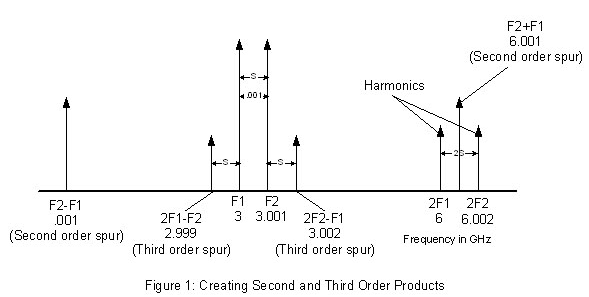 F2+F1
6.001
(Second order spur)
Harmonics
S
.001
S
S
2S
F2-F1
.001
(Second order spur)
2F1-F2
2.999
(Third order spur)
F1
3
F2
3.001
2F2-F1
3.002
(Third order spur)
2F1
6
2F2
6.002
Frequency in GHz
Figure 1: Creating Second and Third Order Products